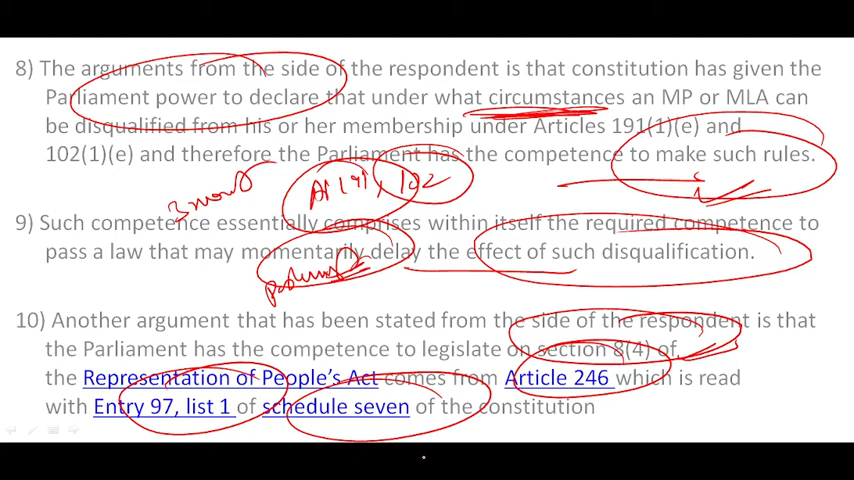 8) The arguments from the side of the respondent is that constitution has given the
Parliament power to declare that under what circumstances an MP or MLA can
be disqualified from his or her membership under Articles 191(1)(e) and
102(1)(e) and therefore the Parliament has the competence to make such rules.
3 month
At 191, 102
9) Such competence essentially comprises within itself the required competence to
pass a law that may momentarily delay the effect of such disqualification.
10) Another argument that has been stated from the side of the respondent is that
the Parliament has the competence to legislate on section 8(4) of
the Representation of People's Act comes from Article 246 which is read
with Entry 97, list 1 of schedule seven of the constitution